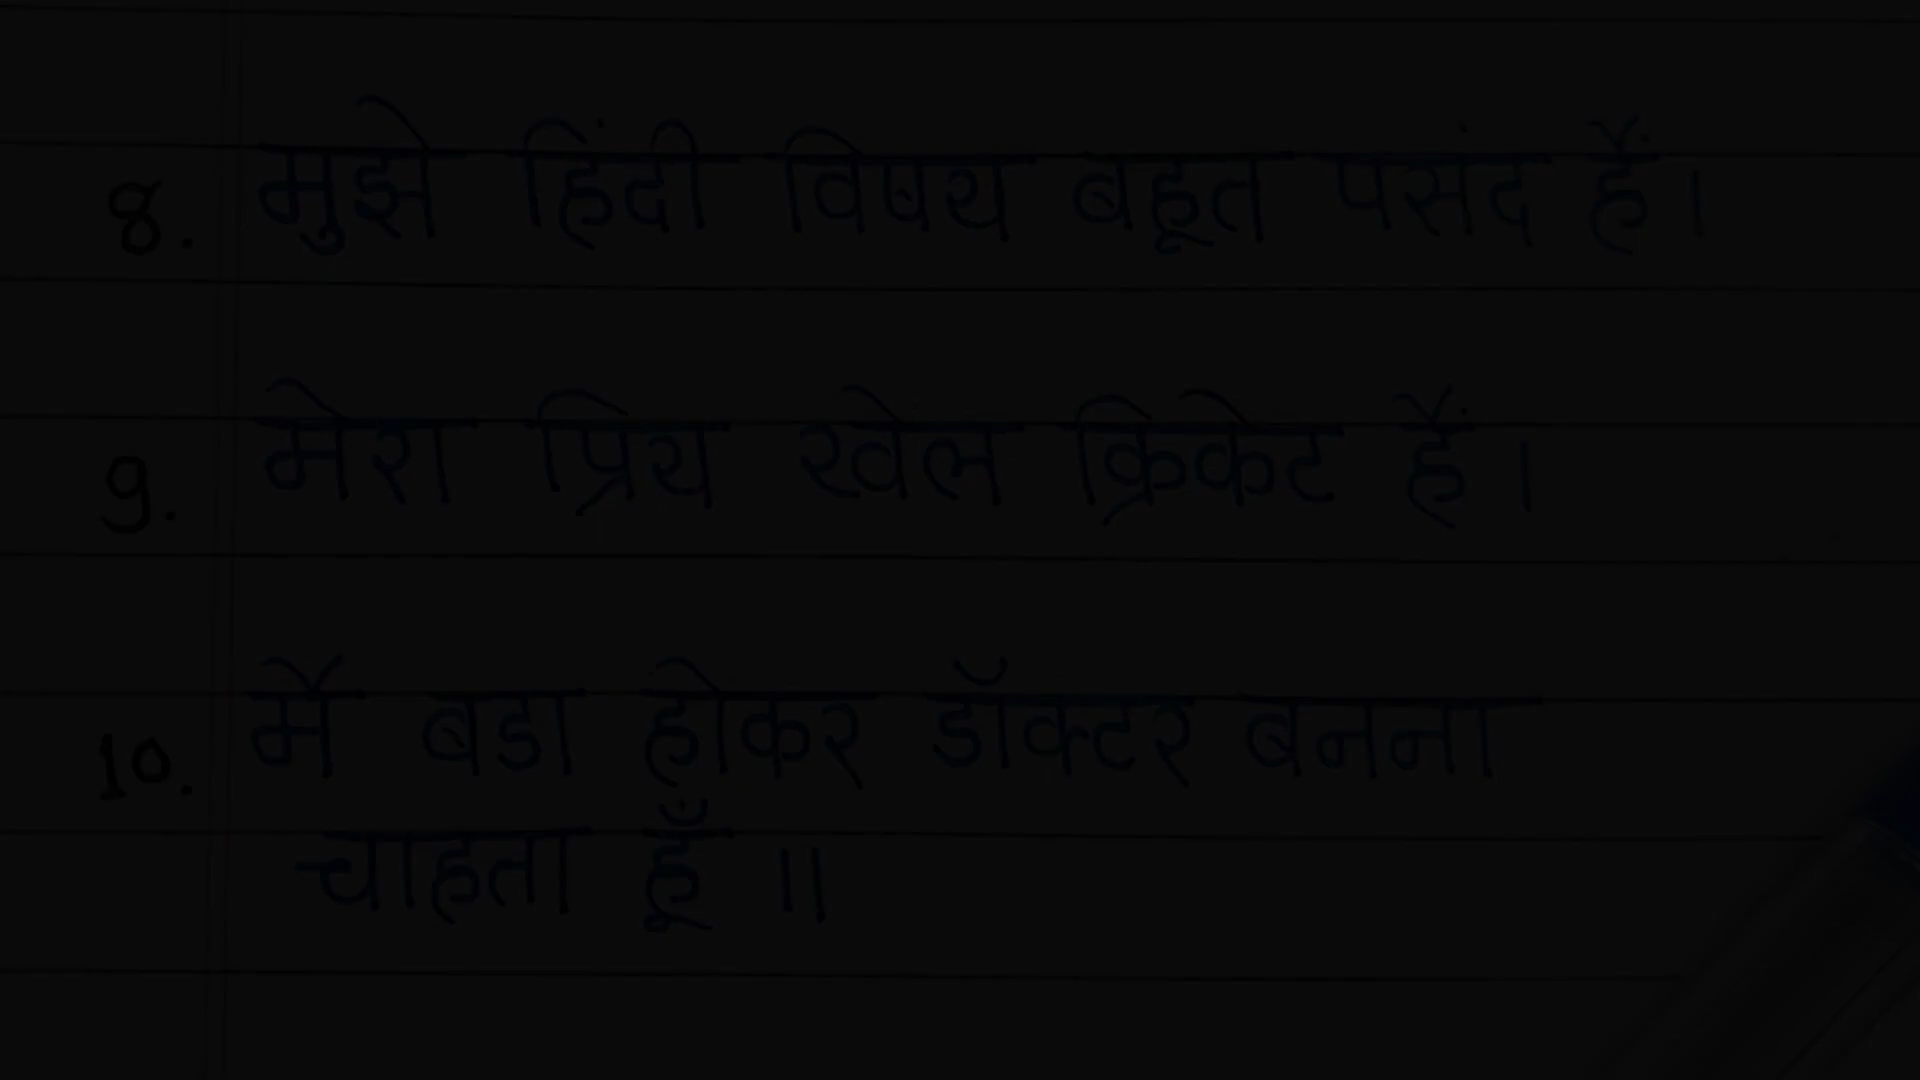 8. मुझे हिंदी विषय बहूत पसंद हैं।
9. मेरा प्रिय खेल क्रिकेट हैं।
10. मै बडा होकर डॉक्टर बनना
चाहता हूँ ॥